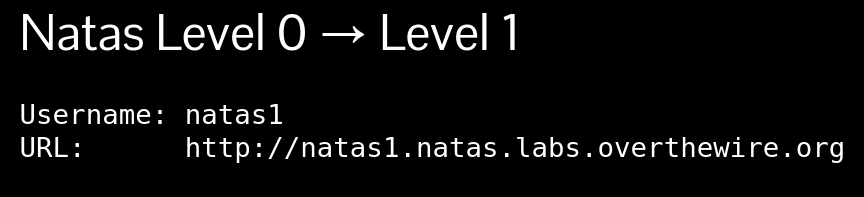 Natas Level 0 → Level 1
Username: natas1
URL: http://natas1.natas.labs.overthewire.org